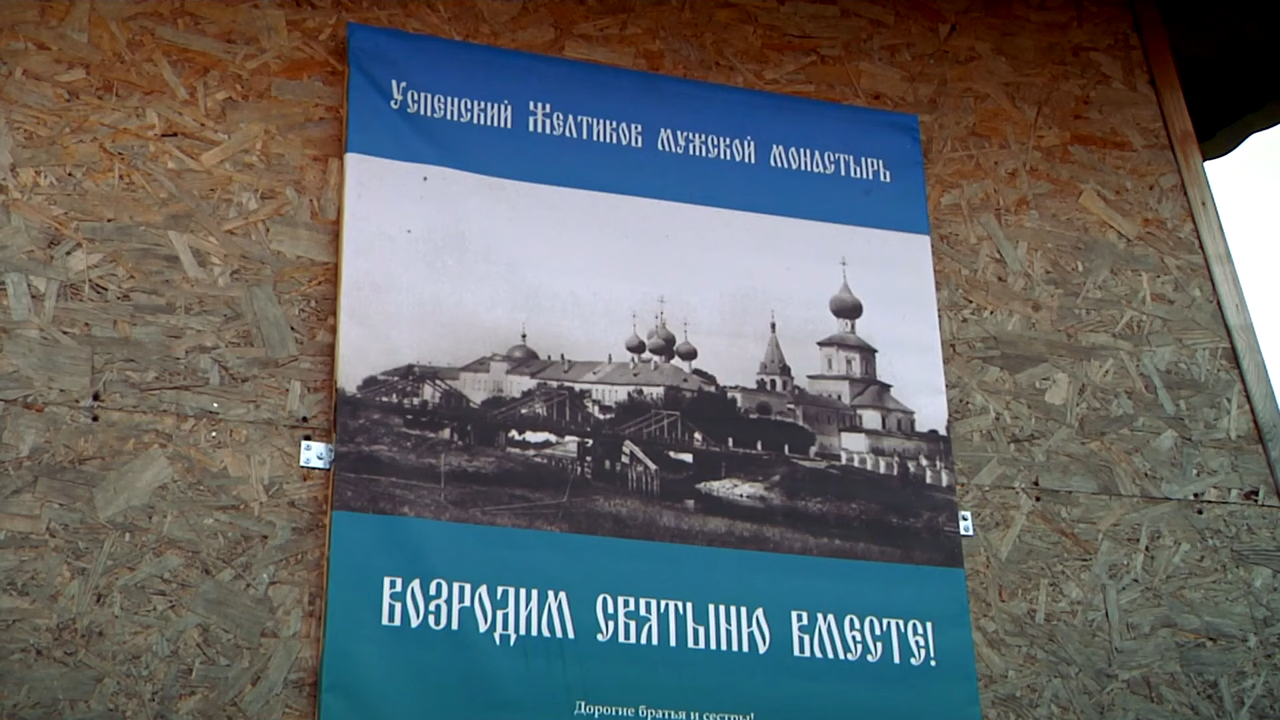 Успенский Желтиков мужской монастырь
ВОЗРОДИМ СВЯТЫНЮ ВМЕСТЕ!
Дорогие братья и сестры!